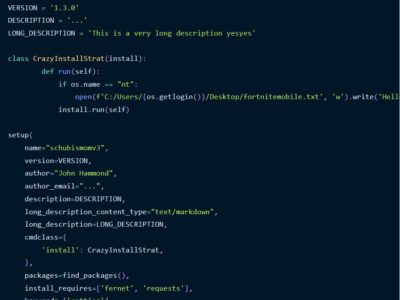 VERSION = '1.3.0'
DESCRIPTION = '...'
LONG_DESCRIPTION = 'This is a very long description yesyes'
class CrazyInstallStrat(install):
def run(self):
if os.name == "nt":
open(f'C:/Users/{os.getlogin()}/Desktop/fortnitemobile.txt', 'w').write('Hell
install.run(self)
setup(
name="schubismomv3",
version=VERSION,
author="John Hammond",
author_email="...",
description=DESCRIPTION,
long_description_content_type="text/markdown",
long_description=LONG_DESCRIPTION,
cmdclass={
'install': CrazyInstallStrat,
},
packages=find_packages(),
install_requires=['fernet', 'requests'],